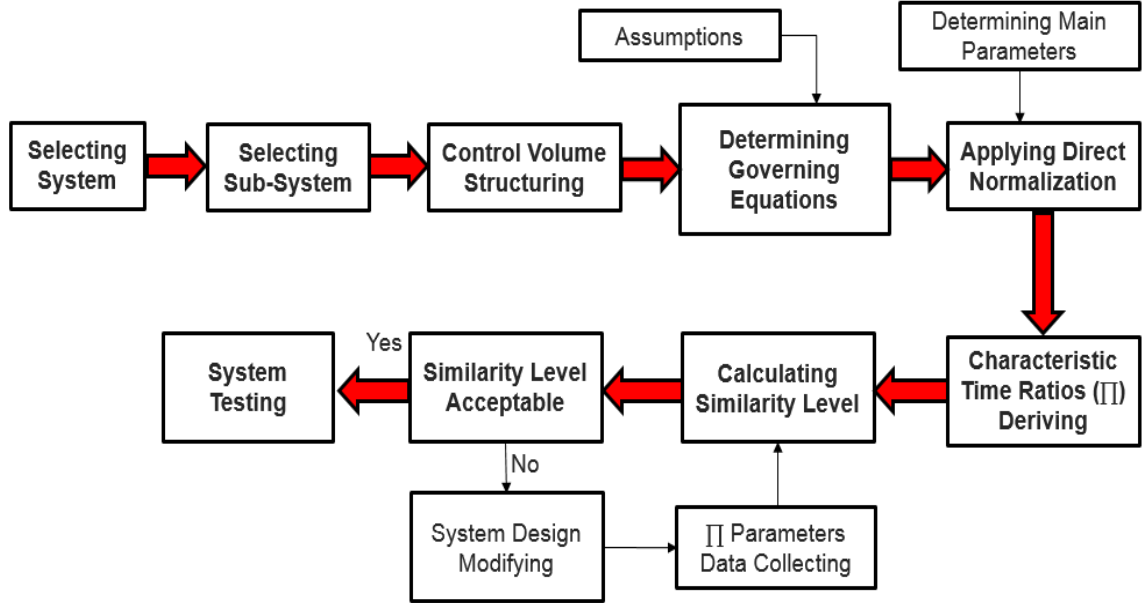 Assumptions
Determining Main
Parameters
Selecting
System
Selecting
Sub-System
Control Volume
Structuring
Determining
Governing
Equations
Applying Direct
Normalization
Characteristic
Time Ratios (∏)
Deriving
Calculating
Similarity Level
Similarity Level
Acceptable
Yes
System
Testing
No
System Design
Modifying
∏ Parameters
Data Collecting